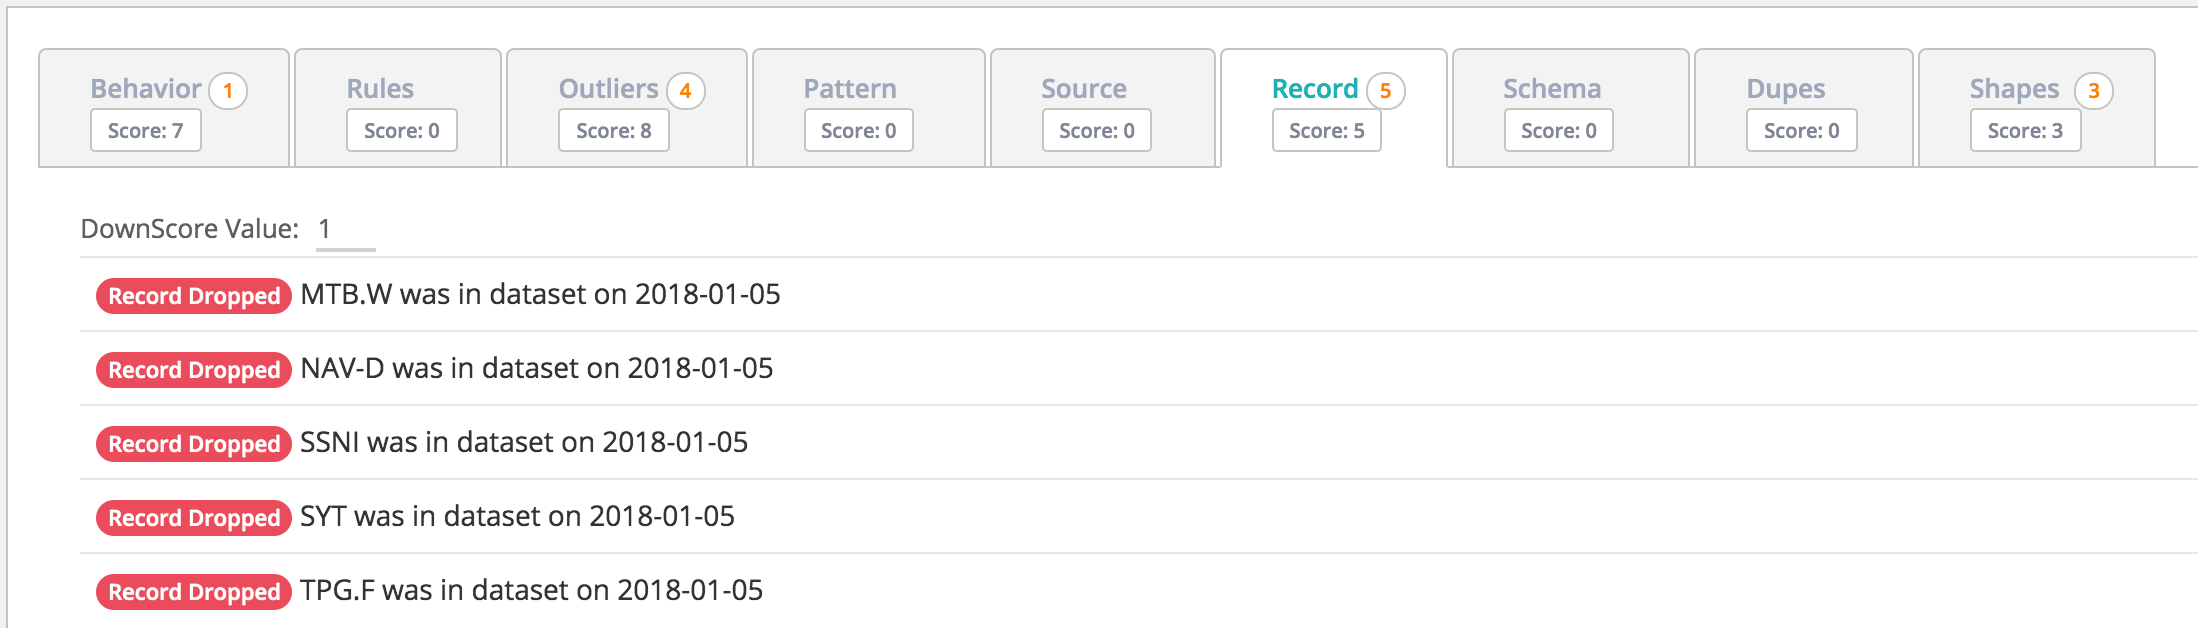 Behavior 1 Rules Outliers 4 Pattern Source Record 5 Schema Dupes Shapes 3
Score: 7 Score: 0 Score: 8 Score: 0 Score: 0 Score: 5 Score: 0 Score: 0 Score: 3
DownScore Value: 1
Record Dropped MTB.W was in dataset on 2018-01-05
Record Dropped NAV-D was in dataset on 2018-01-05
Record Dropped SSNI was in dataset on 2018-01-05
Record Dropped SYT was in dataset on 2018-01-05
Record Dropped TPG.F was in dataset on 2018-01-05